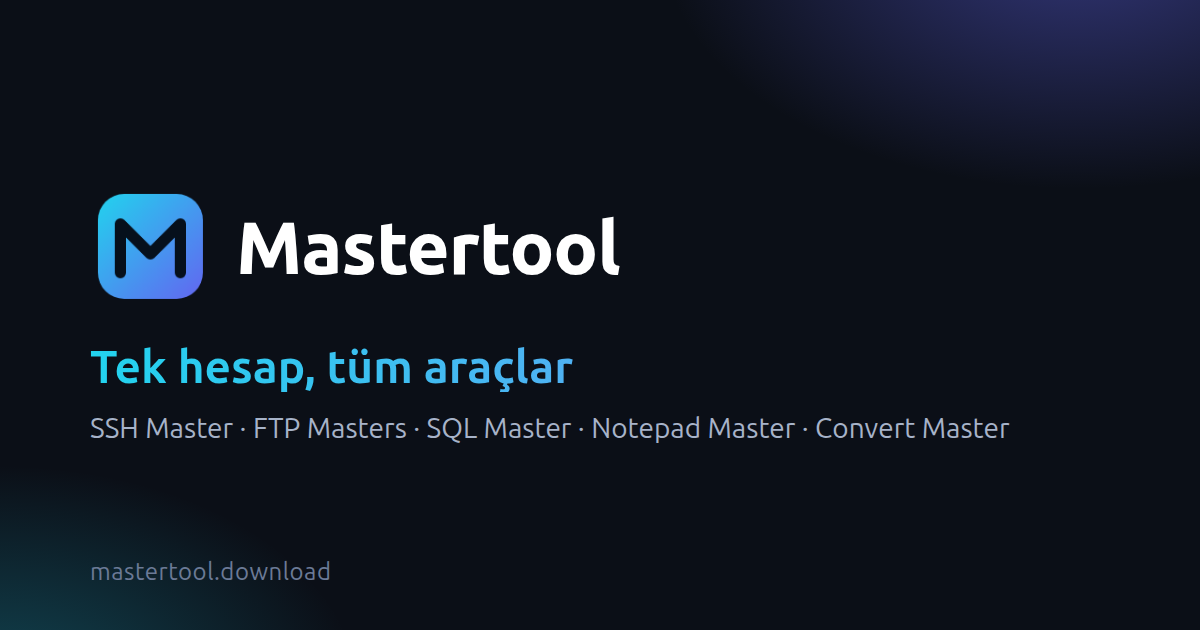 Mastertool
Tek hesap, tüm araçlar
SSH Master · FTP Masters · SQL Master · Notepad Master · Convert Master
mastertool.download